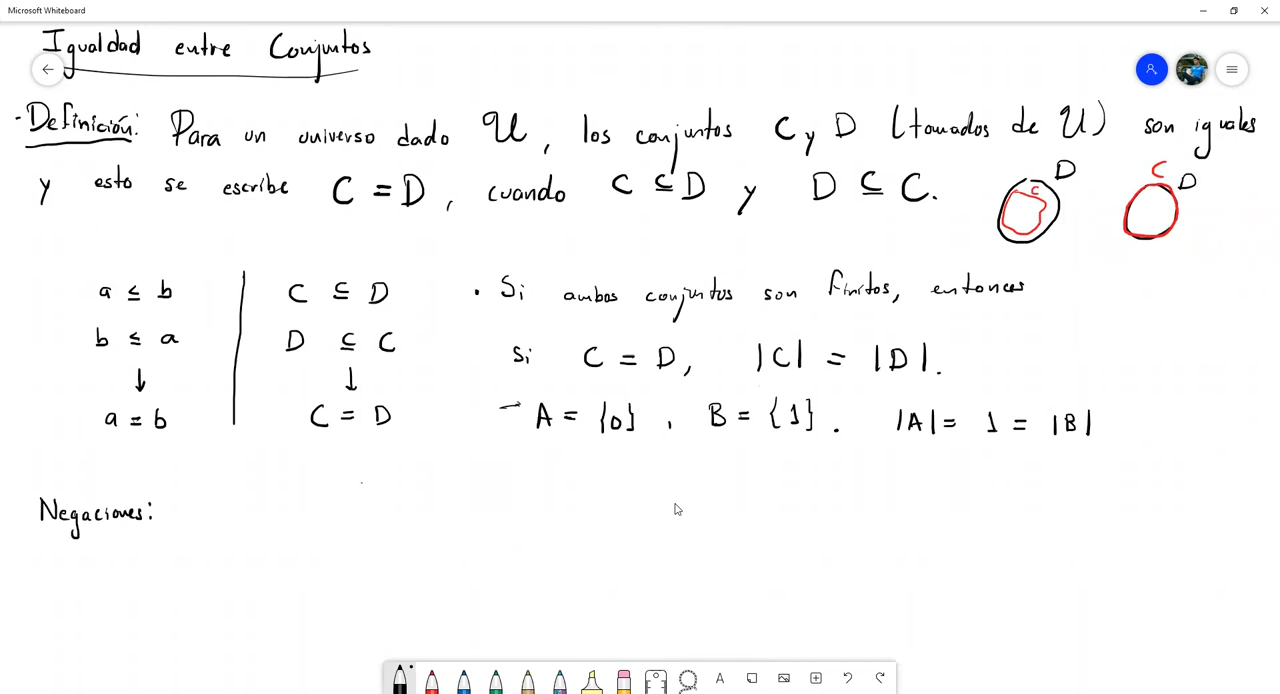 Microsoft Whiteboard
Igualdad entre Conjuntos
· Definición: Para un universo dado U, los conjuntos C y D (tomados de U) son iguales
y esto se escribe C = D, cuando C ⊆ D y D ⊆ C.
C D
C D
a ≤ b
b ≤ a
↓
a = b
C ⊆ D
D ⊆ C
↓
C = D
· Si ambos conjuntos son finitos, entonces
Si C = D, |C| = |D|.
- A = {0}, B = {1}. |A| = 1 = |B|
Negaciones:
A